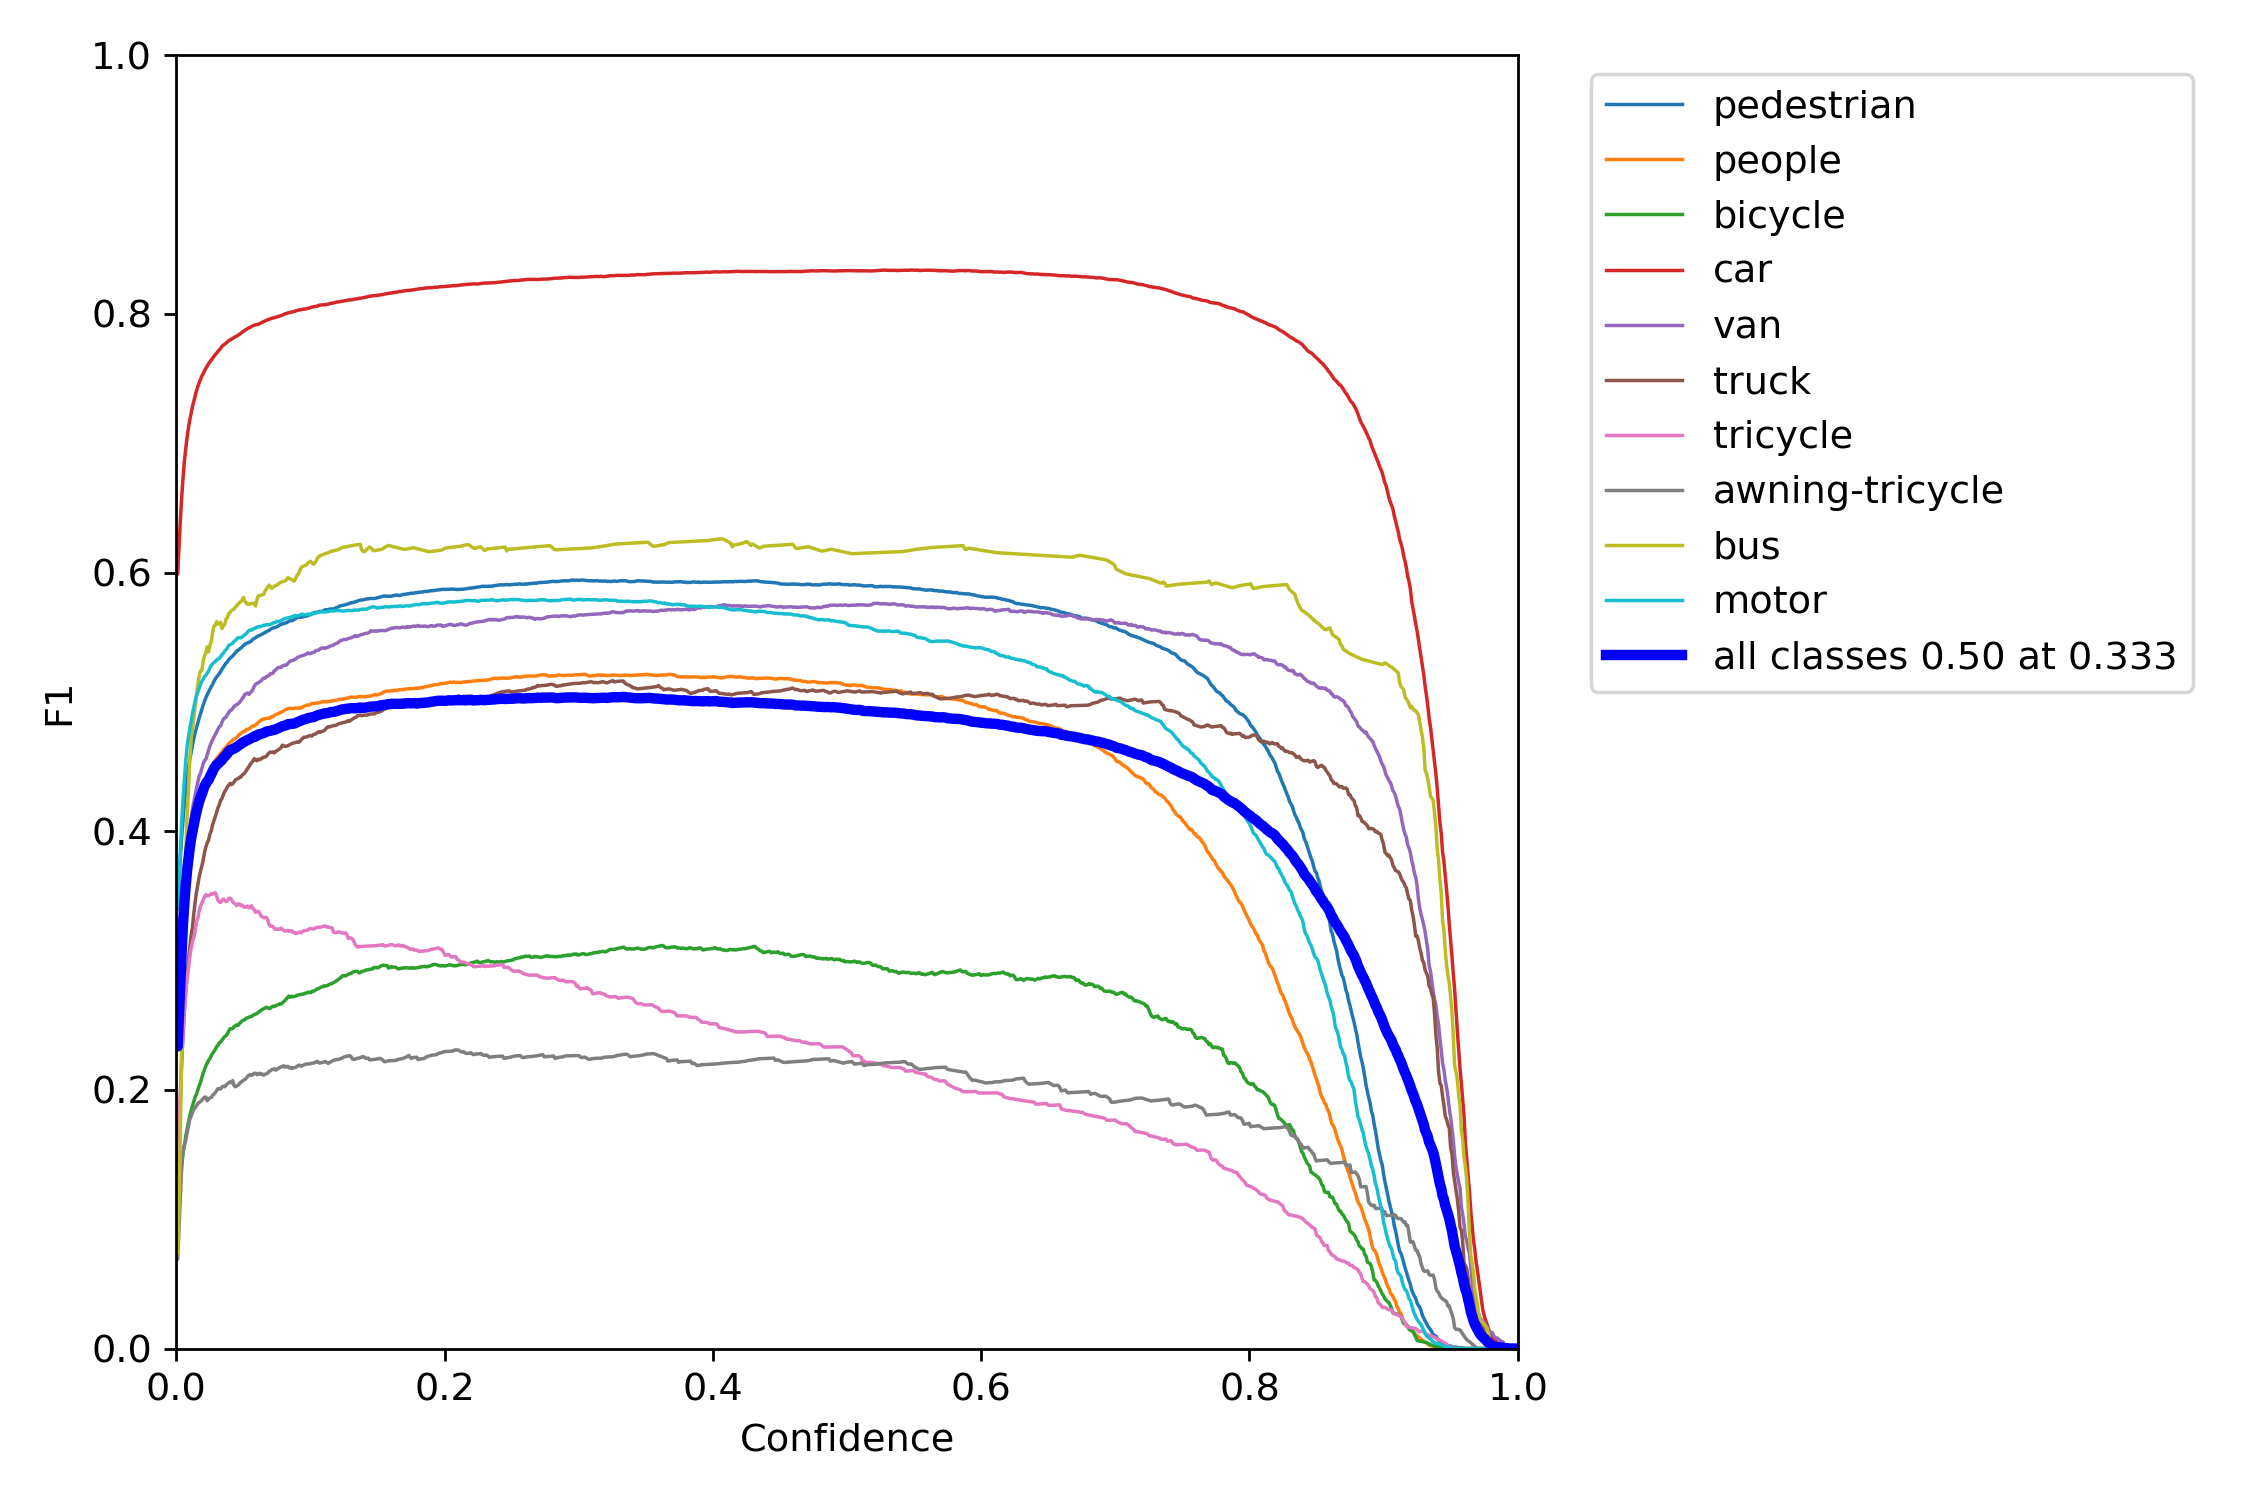 1.0
0.8
0.6
0.4
0.2
0.0
F1
0.0 0.2 0.4 0.6 0.8 1.0
Confidence
pedestrian
people
bicycle
car
van
truck
tricycle
awning-tricycle
bus
motor
all classes 0.50 at 0.333